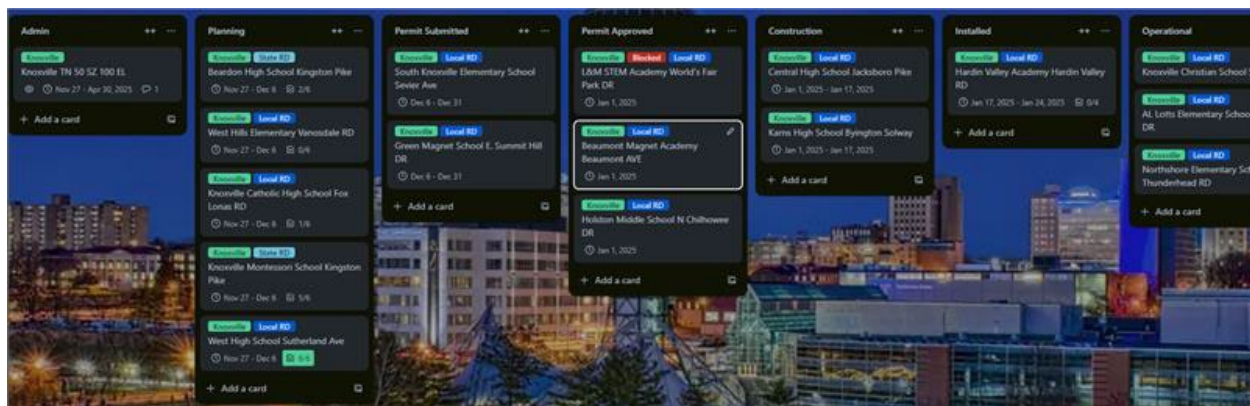 Admin
Knoxville
Knoxville TN 50 SZ 100 EL
Nov 27 - Apr 30, 2025 1
+ Add a card
Planning
Knoxville State RD
Beardon High School Kingston Pike
Nov 27 - Dec 6 2/6
Knoxville Local RD
West Hills Elementary Vanosdale RD
Nov 27 - Dec 6 0/6
Knoxville Local RD
Knoxville Catholic High School Fox
Lonas RD
Nov 27 - Dec 6 1/6
Knoxville State RD
Knoxville Montessori School Kingston
Pike
Nov 27 - Dec 6 5/6
Knoxville Local RD
West High School Sutherland Ave
Nov 27 - Dec 6 6/6
+ Add a card
Permit Submitted
Knoxville Local RD
South Knoxville Elementary School
Sevier Ave
Dec 6 - Dec 31
Knoxville Local RD
Green Magnet School E. Summit Hill
DR
Dec 6 - Dec 31
+ Add a card
Permit Approved
Knoxville Blocked Local RD
L&M STEM Academy World's Fair
Park DR
Jan 1, 2025
Knoxville Local RD
Beaumont Magnet Academy
Beaumont AVE
Jan 1, 2025
Knoxville Local RD
Holston Middle School N Chilhowee
DR
Jan 1, 2025
+ Add a card
Construction
Knoxville Local RD
Central High School Jacksboro Pike
Jan 1, 2025 - Jan 17, 2025
Knoxville Local RD
Karns High School Byington Solway
Jan 1, 2025 - Jan 17, 2025
+ Add a card
Installed
Knoxville Local RD
Hardin Valley Academy Hardin Valley
RD
Jan 17, 2025 - Jan 24, 2025 0/4
+ Add a card
Operational
Knoxville Local RD
Knoxville Christian School
Knoxville Local RD
AL Lotts Elementary Schoo
DR
Knoxville Local RD
Northshore Elementary Sch
Thunderhead RD
+ Add a card